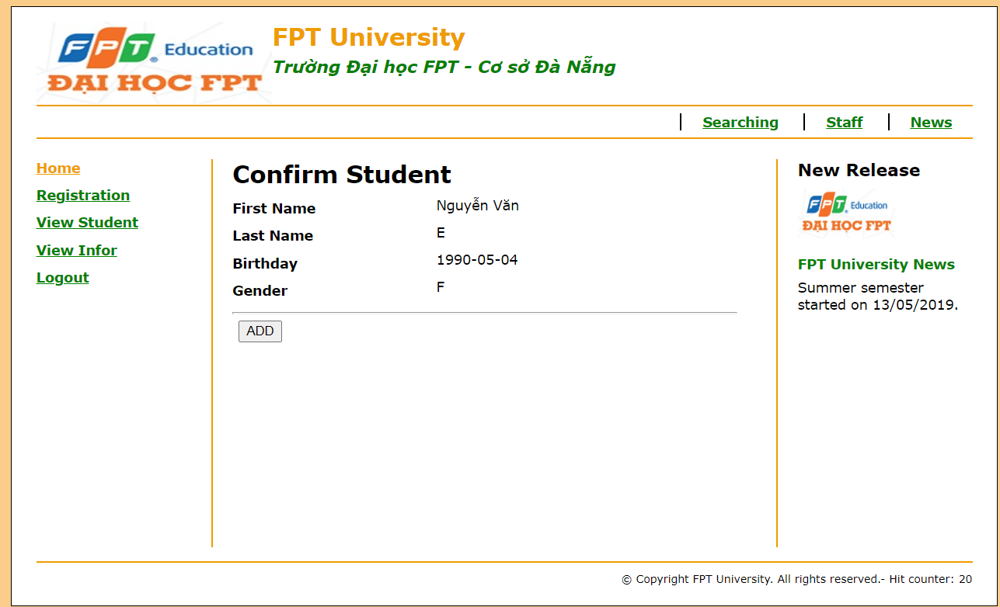 FPT Education
ĐẠI HỌC FPT
FPT University
Trường Đại học FPT - Cơ sở Đà Nẵng
Searching
Staff
News
Home
Registration
View Student
View Infor
Logout
Confirm Student
First Name Nguyễn Văn
Last Name E
Birthday 1990-05-04
Gender F
ADD
New Release
FPT Education
ĐẠI HỌC FPT
FPT University News
Summer semester
started on 13/05/2019.
© Copyright FPT University. All rights reserved.- Hit counter: 20